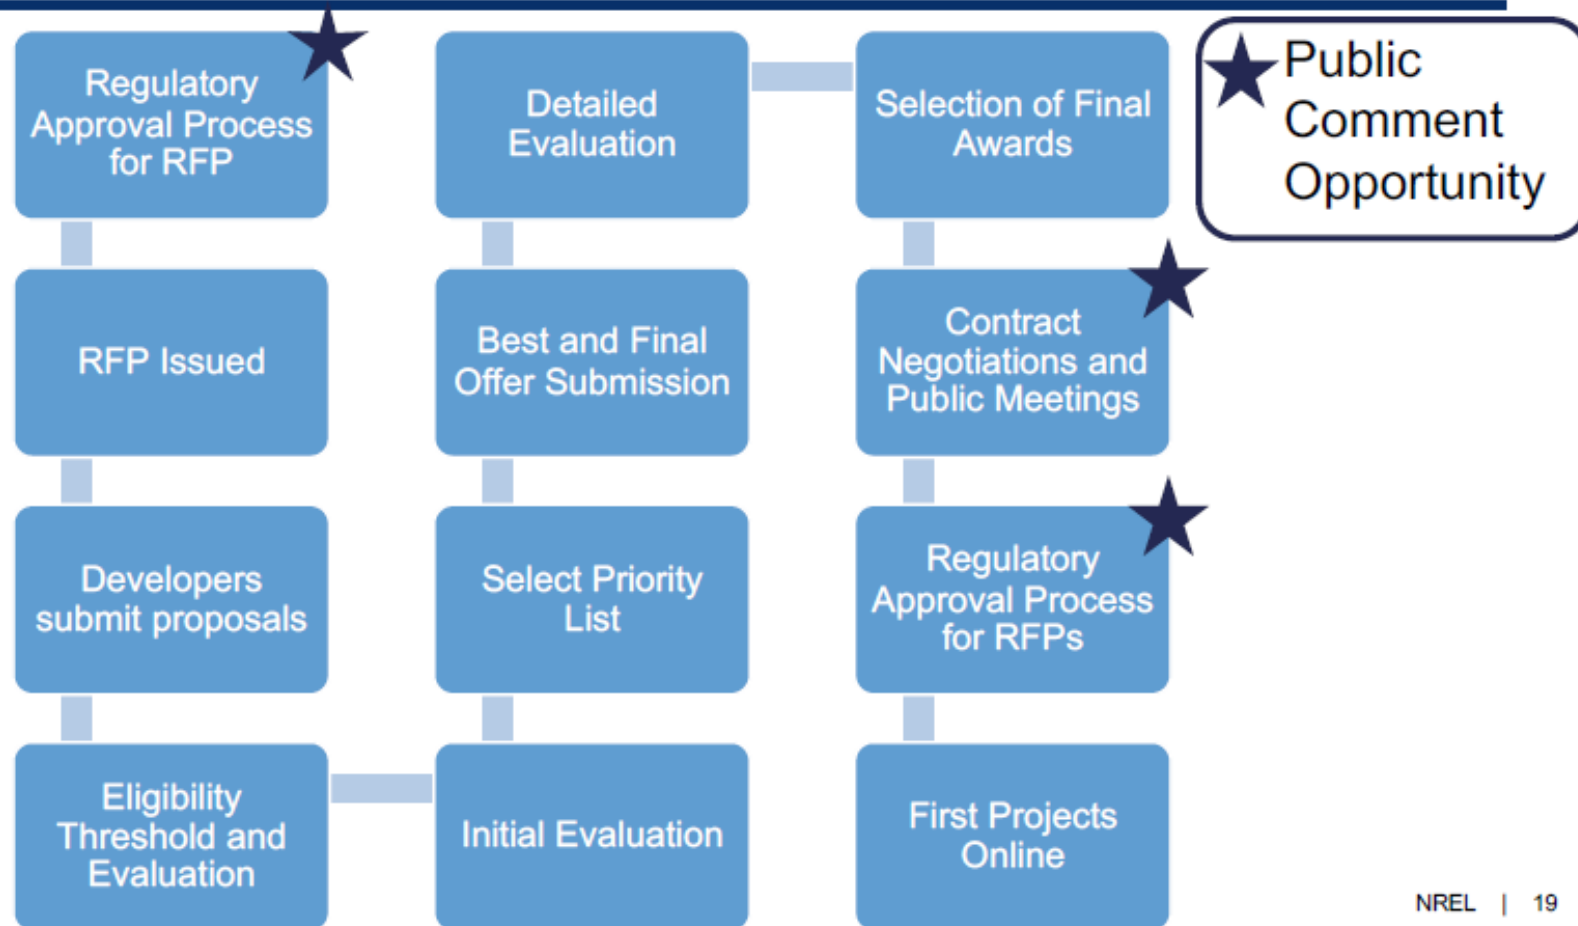 Regulatory
Approval Process
for RFP
RFP Issued
Developers
submit proposals
Eligibility
Threshold and
Evaluation
Initial Evaluation
Select Priority
List
Best and Final
Offer Submission
Detailed
Evaluation
Selection of Final
Awards
Contract
Negotiations and
Public Meetings
Regulatory
Approval Process
for RFPs
First Projects
Online
Public
Comment
Opportunity
NREL | 19